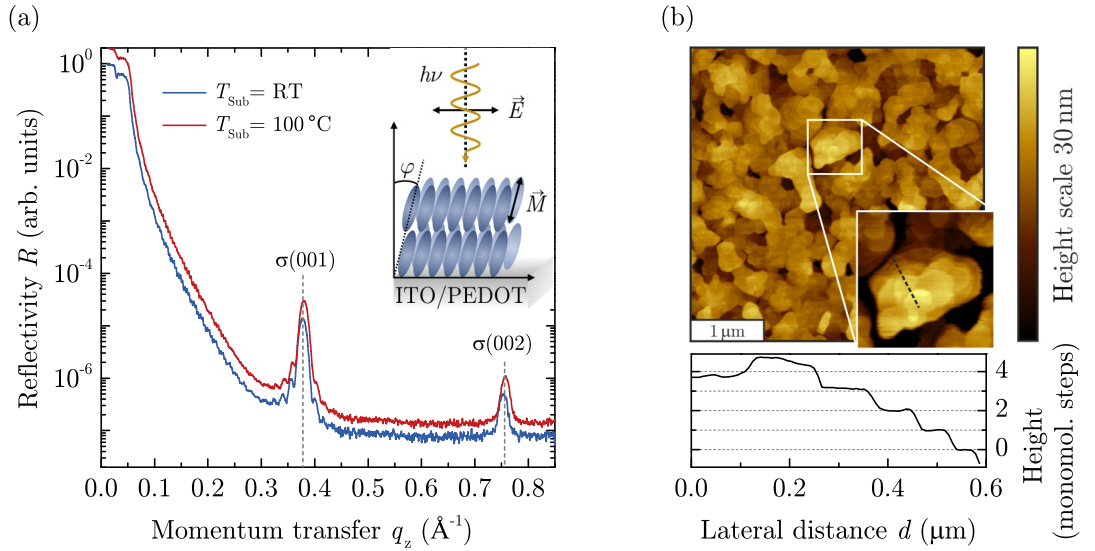 (a)
0.0 0.1 0.2 0.3 0.4 0.5 0.6 0.7 0.8
Momentum transfer q_z (Å^-1)
Reflectivity R (arb. units)
10^0
10^-2
10^-4
10^-6
T_Sub = RT
T_Sub = 100 °C
hν
E⃗
φ
M⃗
ITO/PEDOT
σ(001)
σ(002)
(b)
1 μm
Height scale 30 nm
4
2
0
Height
(monomol. steps)
0.0 0.2 0.4 0.6
Lateral distance d (μm)